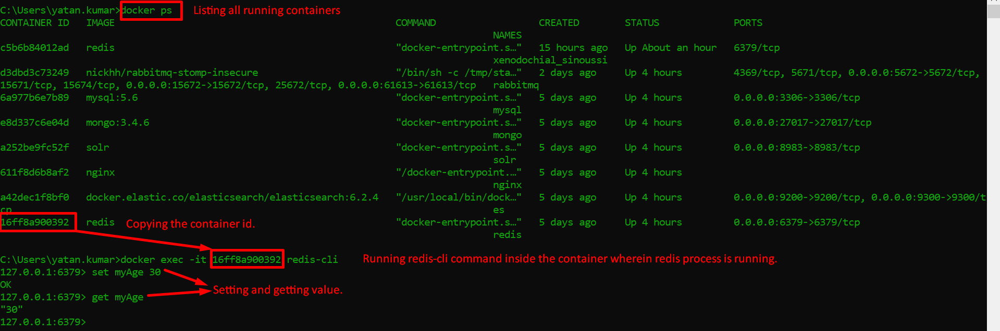 C:\Users\yatan.kumar>docker ps Listing all running containers
CONTAINER ID IMAGE COMMAND CREATED STATUS PORTS
NAMES
c5b6b84012ad redis "docker-entrypoint.s…" 15 hours ago Up About an hour 6379/tcp
xenodochial_sinoussi
d3dbd3c73249 nickhh/rabbitmq-stomp-insecure "/bin/sh -c /tmp/sta…" 2 days ago Up 4 hours 4369/tcp, 5671/tcp, 0.0.0.0:5672->5672/tcp,
15671/tcp, 15674/tcp, 0.0.0.0:15672->15672/tcp, 25672/tcp, 0.0.0.0:61613->61613/tcp rabbitmq
6a977b6e7b89 mysql:5.6 "docker-entrypoint.s…" 5 days ago Up 4 hours 0.0.0.0:3306->3306/tcp
mysql
e8d337c6e04d mongo:3.4.6 "docker-entrypoint.s…" 5 days ago Up 4 hours 0.0.0.0:27017->27017/tcp
mongo
a252be9fc52f solr "docker-entrypoint.s…" 5 days ago Up 4 hours 0.0.0.0:8983->8983/tcp
solr
611f8d6b8af2 nginx "/docker-entrypoint.…" 5 days ago Up 4 hours
nginx
a42dec1f8bf0 docker.elastic.co/elasticsearch/elasticsearch:6.2.4 "/usr/local/bin/dock…" 5 days ago Up 4 hours 0.0.0.0:9200->9200/tcp, 0.0.0.0:9300->9300/t
cp es
16ff8a900392 redis Copying the container id. "docker-entrypoint.s…" 5 days ago Up 4 hours 0.0.0.0:6379->6379/tcp
redis
C:\Users\yatan.kumar>docker exec -it 16ff8a900392 redis-cli Running redis-cli command inside the container wherein redis process is running.
127.0.0.1:6379> set myAge 30
OK
Setting and getting value.
127.0.0.1:6379> get myAge
"30"
127.0.0.1:6379>